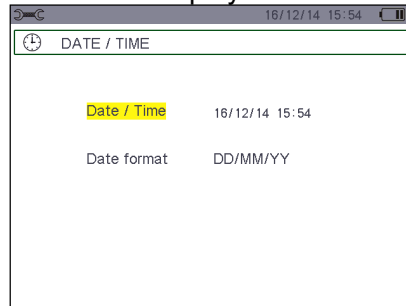 16/12/14 15:54
DATE / TIME
Date / Time 16/12/14 15:54
Date format DD/MM/YY